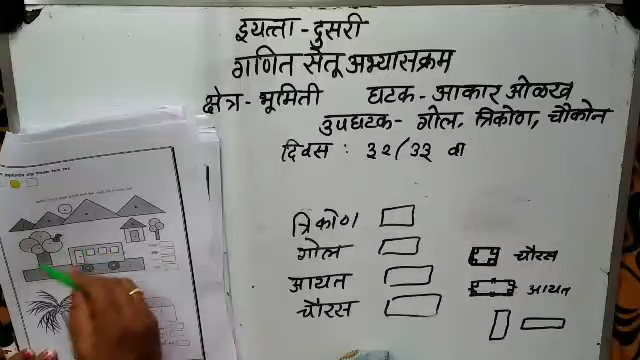 इयत्ता - दुसरी
गणित सेतू अभ्यासक्रम
क्षेत्र - भूमिती घटक - आकार ओळख
उपघटक - गोल, त्रिकोण, चौकोन
दिवस : ३२/३३ वा
त्रिकोण
गोल
आयत
चौरस
चौरस
आयत